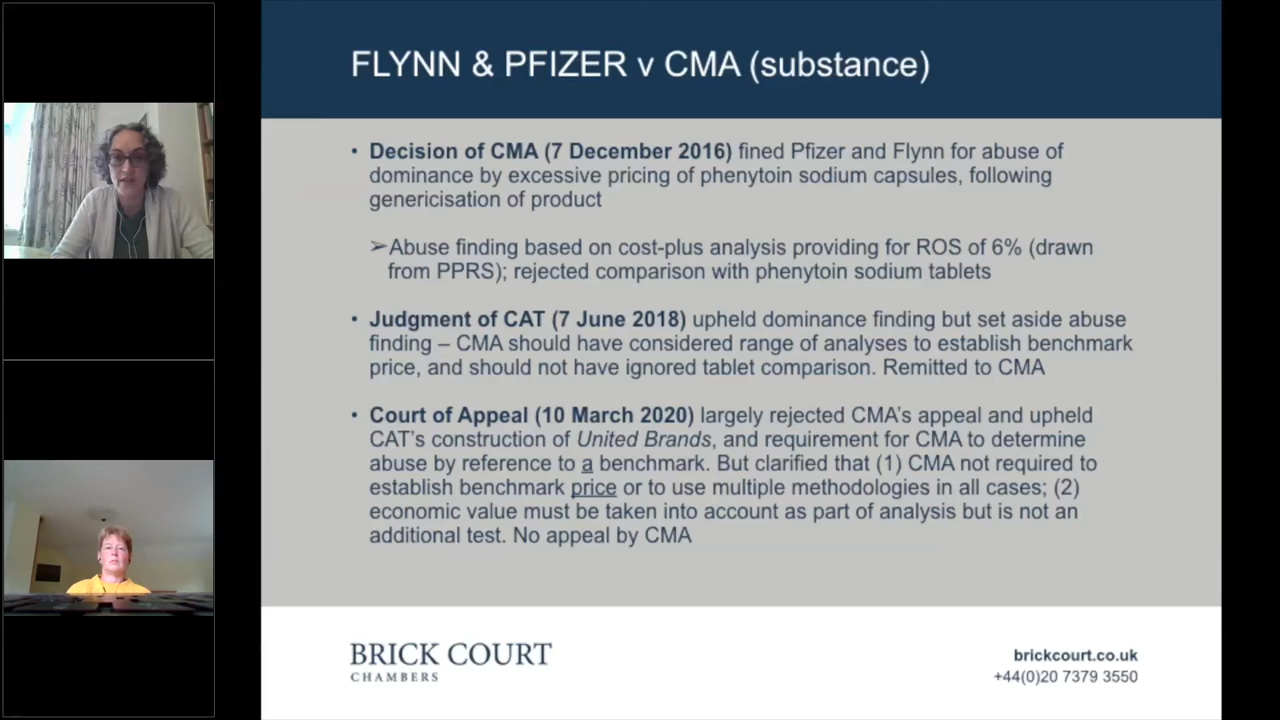 FLYNN & PFIZER v CMA (substance)
• Decision of CMA (7 December 2016) fined Pfizer and Flynn for abuse of
dominance by excessive pricing of phenytoin sodium capsules, following
genericisation of product
➢Abuse finding based on cost-plus analysis providing for ROS of 6% (drawn
from PPRS); rejected comparison with phenytoin sodium tablets
• Judgment of CAT (7 June 2018) upheld dominance finding but set aside abuse
finding – CMA should have considered range of analyses to establish benchmark
price, and should not have ignored tablet comparison. Remitted to CMA
• Court of Appeal (10 March 2020) largely rejected CMA's appeal and upheld
CAT's construction of United Brands, and requirement for CMA to determine
abuse by reference to a benchmark. But clarified that (1) CMA not required to
establish benchmark price or to use multiple methodologies in all cases; (2)
economic value must be taken into account as part of analysis but is not an
additional test. No appeal by CMA
BRICK COURT
CHAMBERS
brickcourt.co.uk
+44(0)20 7379 3550